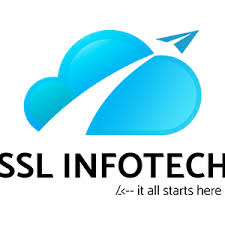 SSL INFOTECH
/<-- it all starts here